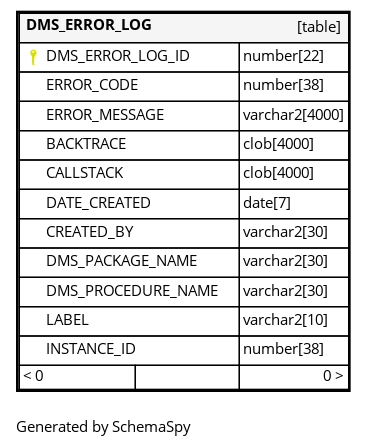 DMS_ERROR_LOG [table]
DMS_ERROR_LOG_ID number[22]
ERROR_CODE number[38]
ERROR_MESSAGE varchar2[4000]
BACKTRACE clob[4000]
CALLSTACK clob[4000]
DATE_CREATED date[7]
CREATED_BY varchar2[30]
DMS_PACKAGE_NAME varchar2[30]
DMS_PROCEDURE_NAME varchar2[30]
LABEL varchar2[10]
INSTANCE_ID number[38]
< 0 0 >
Generated by SchemaSpy